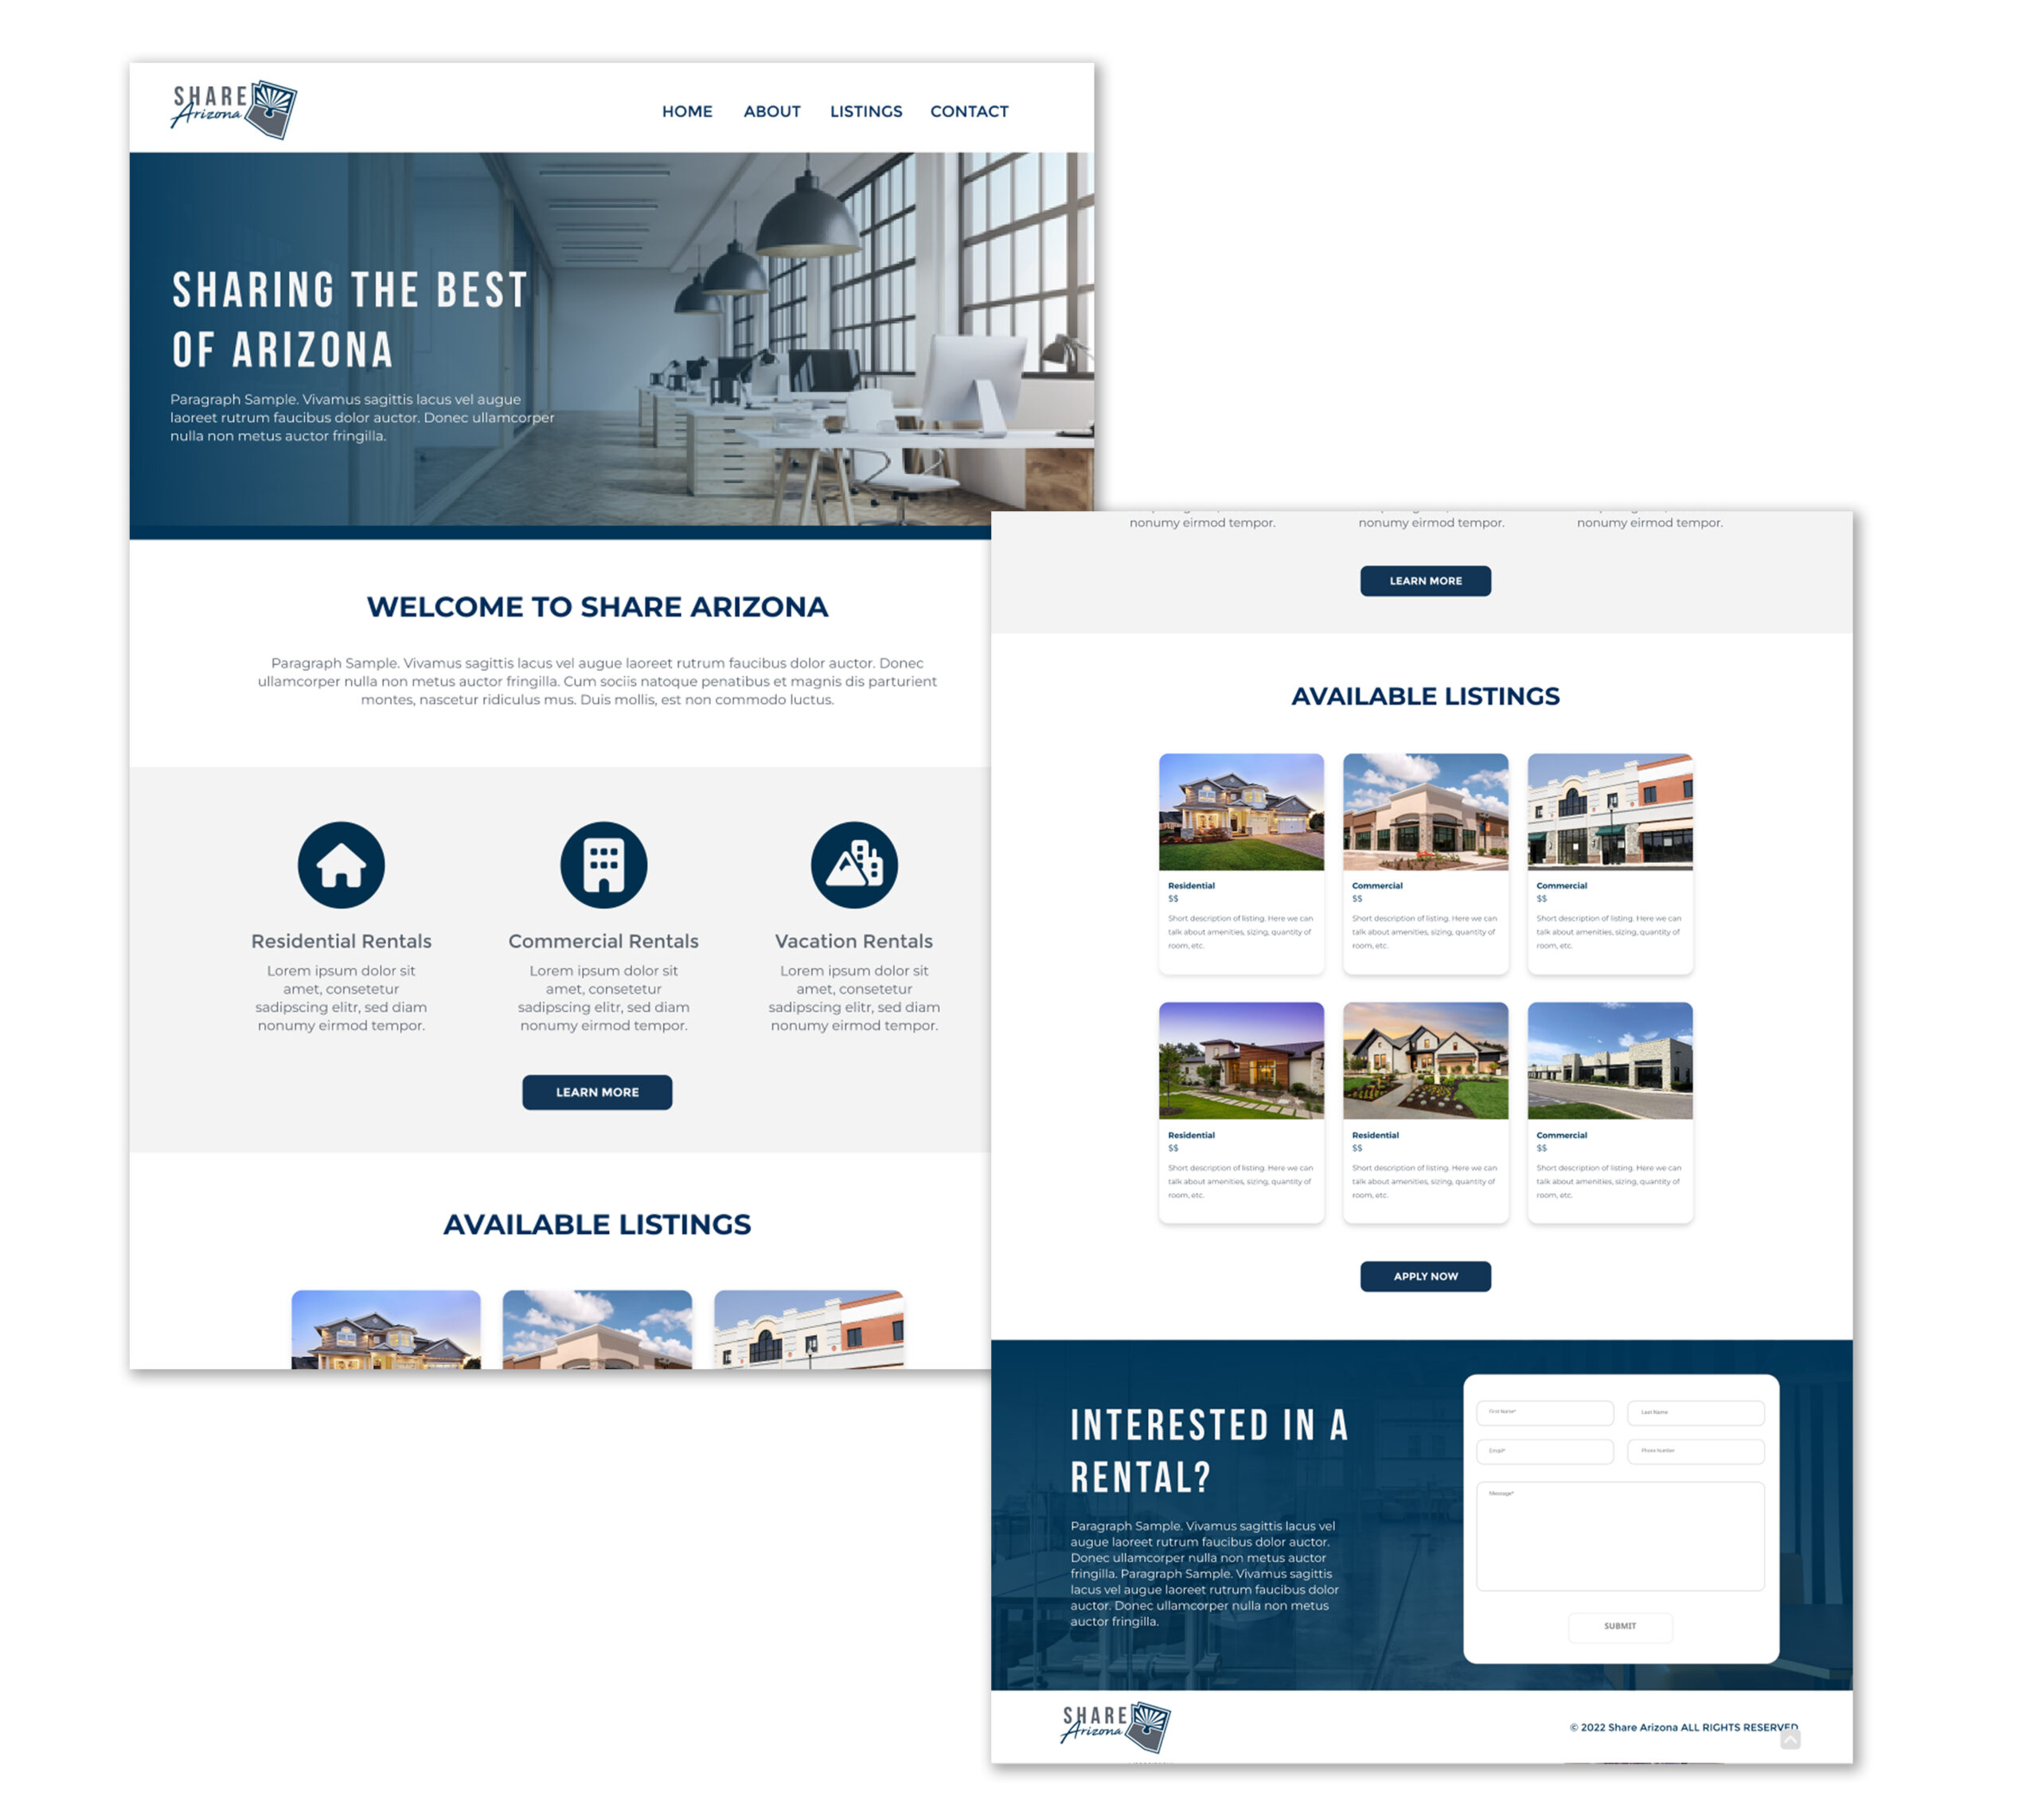 SHARE
Arizona
HOME ABOUT LISTINGS CONTACT
SHARING THE BEST
OF ARIZONA
Paragraph Sample. Vivamus sagittis lacus vel augue
laoreet rutrum faucibus dolor auctor. Donec ullamcorper
nulla non metus auctor fringilla.
WELCOME TO SHARE ARIZONA
Paragraph Sample. Vivamus sagittis lacus vel augue laoreet rutrum faucibus dolor auctor. Donec
ullamcorper nulla non metus auctor fringilla. Cum sociis natoque penatibus et magnis dis parturient
montes, nascetur ridiculus mus. Duis mollis, est non commodo luctus.
Residential Rentals
Lorem ipsum dolor sit
amet, consetetur
sadipscing elitr, sed diam
nonumy eirmod tempor.
Commercial Rentals
Lorem ipsum dolor sit
amet, consetetur
sadipscing elitr, sed diam
nonumy eirmod tempor.
Vacation Rentals
Lorem ipsum dolor sit
amet, consetetur
sadipscing elitr, sed diam
nonumy eirmod tempor.
LEARN MORE
AVAILABLE LISTINGS
nonumy eirmod tempor.
nonumy eirmod tempor.
nonumy eirmod tempor.
LEARN MORE
AVAILABLE LISTINGS
Residential
$$
Short description of listing. Here we can
talk about amenities, sizing, quantity of
room, etc.
Commercial
$$
Short description of listing. Here we can
talk about amenities, sizing, quantity of
room, etc.
Commercial
$$
Short description of listing. Here we can
talk about amenities, sizing, quantity of
room, etc.
Residential
$$
Short description of listing. Here we can
talk about amenities, sizing, quantity of
room, etc.
Residential
$$
Short description of listing. Here we can
talk about amenities, sizing, quantity of
room, etc.
Commercial
$$
Short description of listing. Here we can
talk about amenities, sizing, quantity of
room, etc.
APPLY NOW
INTERESTED IN A
RENTAL?
Paragraph Sample. Vivamus sagittis lacus vel
augue laoreet rutrum faucibus dolor auctor.
Donec ullamcorper nulla non metus auctor
fringilla. Paragraph Sample. Vivamus sagittis
lacus vel augue laoreet rutrum faucibus dolor
auctor. Donec ullamcorper nulla non metus
auctor fringilla.
First Name*
Last Name
Email*
Phone Number
Message*
SUBMIT
SHARE
Arizona
© 2022 Share Arizona ALL RIGHTS RESERVED